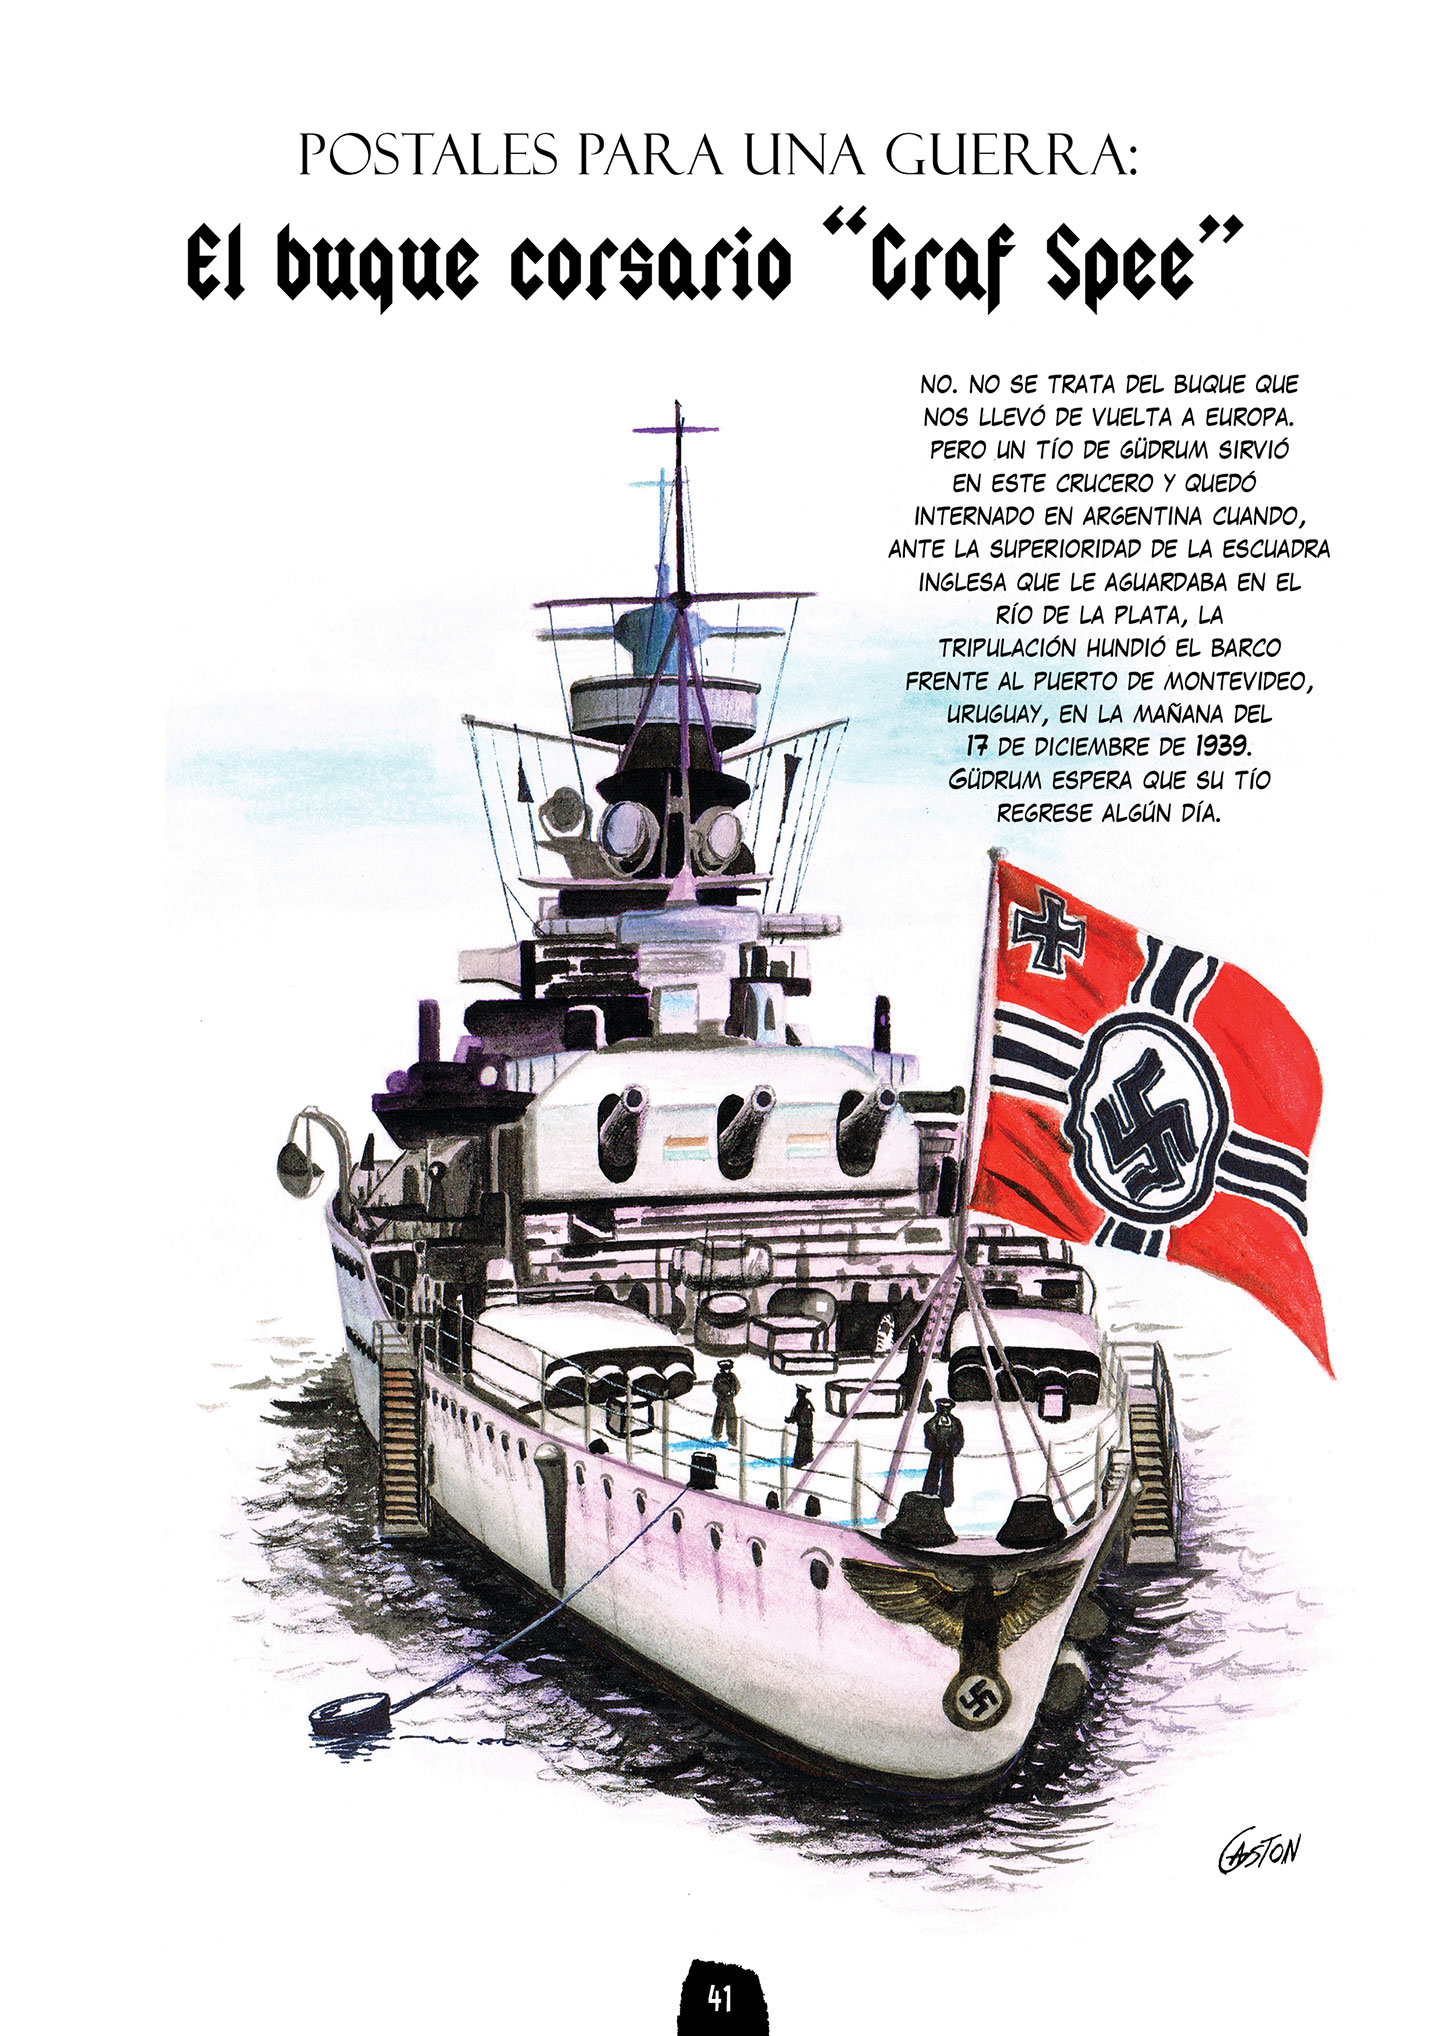 POSTALES PARA UNA GUERRA:
El buque corsario “Graf Spee”
NO. NO SE TRATA DEL BUQUE QUE
NOS LLEVÓ DE VUELTA A EUROPA.
PERO UN TÍO DE GÜDRUM SIRVIÓ
EN ESTE CRUCERO Y QUEDÓ
INTERNADO EN ARGENTINA CUANDO,
ANTE LA SUPERIORIDAD DE LA ESCUADRA
INGLESA QUE LE AGUARDABA EN EL
RÍO DE LA PLATA, LA
TRIPULACIÓN HUNDIÓ EL BARCO
FRENTE AL PUERTO DE MONTEVIDEO,
URUGUAY, EN LA MAÑANA DEL
17 DE DICIEMBRE DE 1939.
GÜDRUM ESPERA QUE SU TÍO
REGRESE ALGÚN DÍA.
GASTON
41